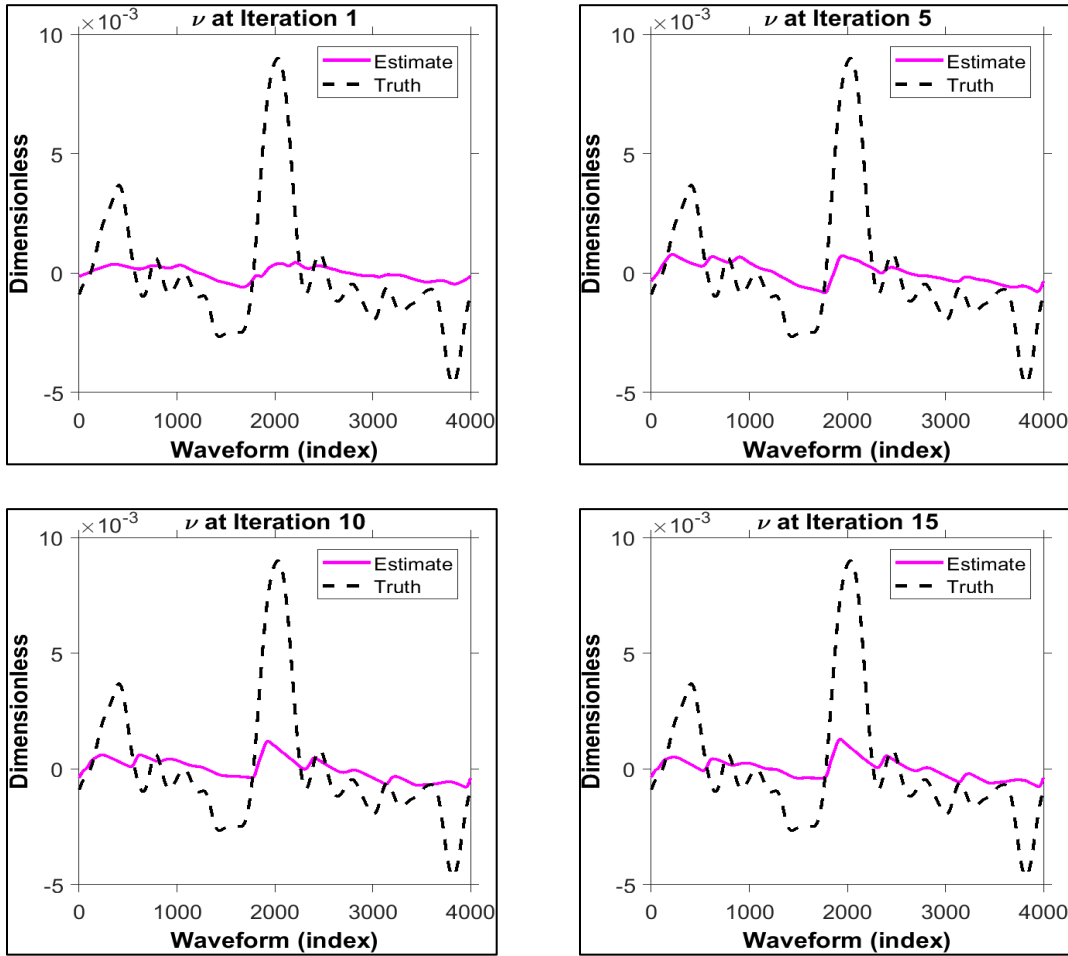 ν at Iteration 1
×10⁻³
10
5
0
-5
Dimensionless
Estimate
Truth
0 1000 2000 3000 4000
Waveform (index)
ν at Iteration 5
×10⁻³
10
5
0
-5
Dimensionless
Estimate
Truth
0 1000 2000 3000 4000
Waveform (index)
ν at Iteration 10
×10⁻³
10
5
0
-5
Dimensionless
Estimate
Truth
0 1000 2000 3000 4000
Waveform (index)
ν at Iteration 15
×10⁻³
10
5
0
-5
Dimensionless
Estimate
Truth
0 1000 2000 3000 4000
Waveform (index)